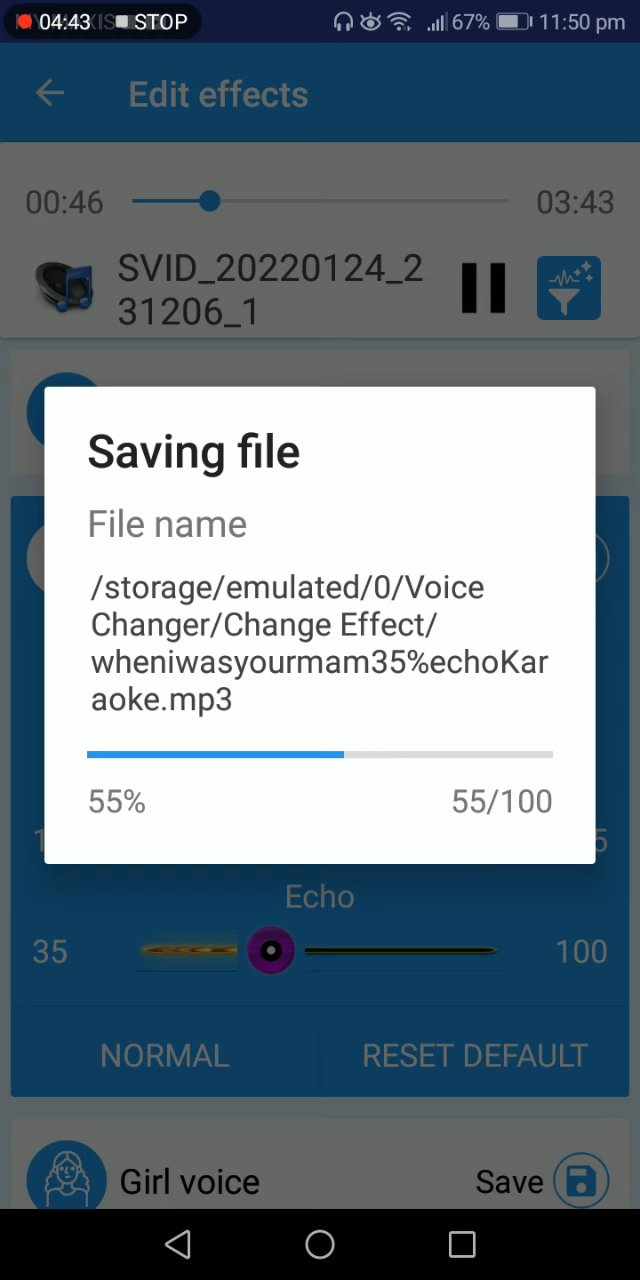 04:43 STOP 67% 11:50 pm
Edit effects
00:46 03:43
SVID_20220124_2
31206_1
Saving file
File name
/storage/emulated/0/Voice
Changer/Change Effect/
wheniwasyourmam35%echoKar
aoke.mp3
55% 55/100
Echo
35 100
NORMAL RESET DEFAULT
Girl voice Save